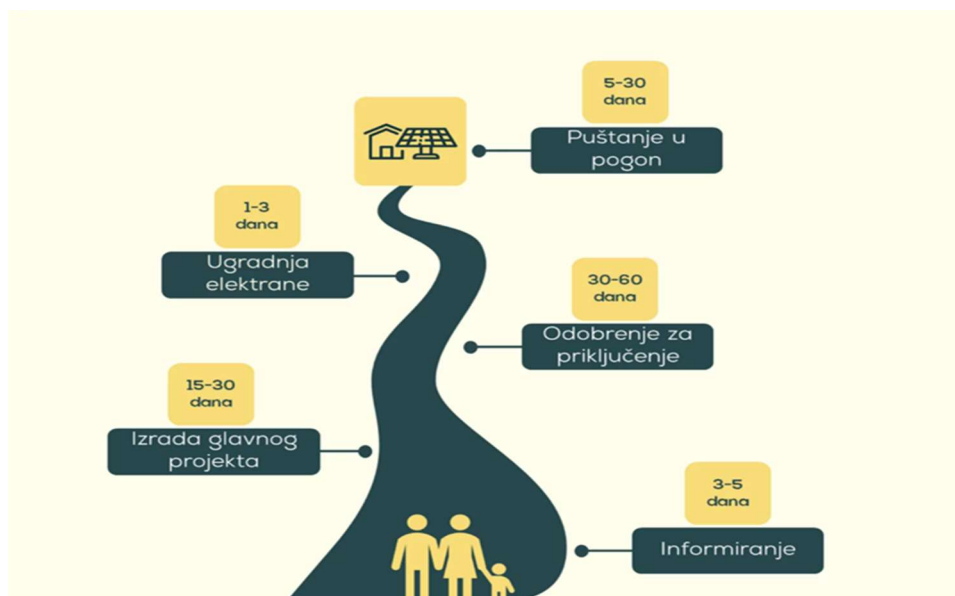 5-30
dana
Puštanje u
pogon
1-3
dana
Ugradnja
elektrane
30-60
dana
Odobrenje za
priključenje
15-30
dana
Izrada glavnog
projekta
3-5
dana
Informiranje